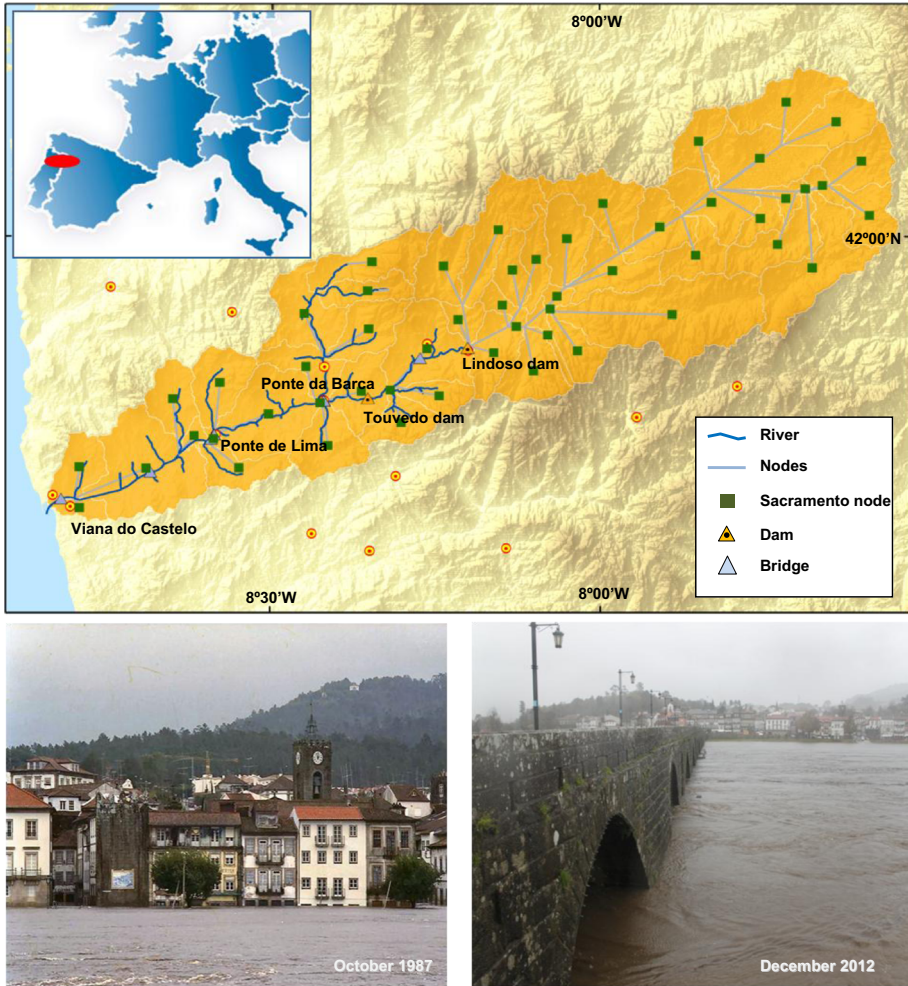 8º00'W
42º00'N
Lindoso dam
Ponte da Barca
Touvedo dam
Ponte de Lima
Viana do Castelo
River
Nodes
Sacramento node
Dam
Bridge
8º30'W
8º00'W
October 1987
December 2012